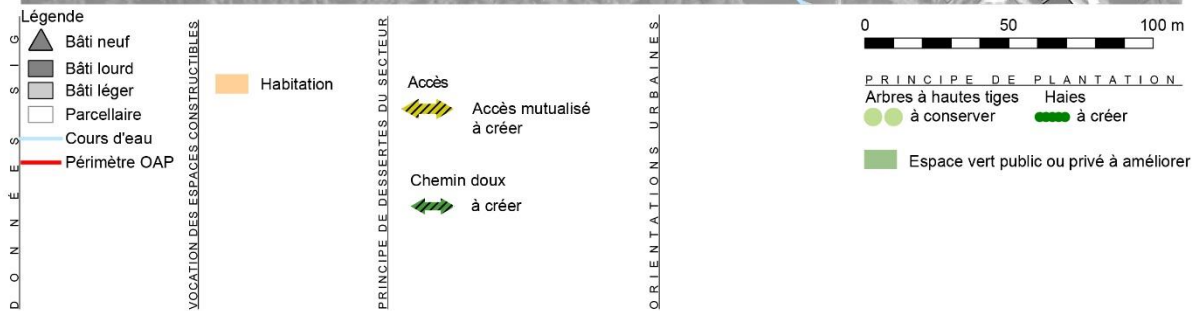 DONNÉES SIG
Légende
Bâti neuf
Bâti lourd
Bâti léger
Parcellaire
Cours d'eau
Périmètre OAP
VOCATION DES ESPACES CONSTRUCTIBLES
Habitation
PRINCIPE DE DESSERTES DU SECTEUR
Accès
Accès mutualisé
à créer
Chemin doux
à créer
ORIENTATIONS URBAINES
0 50 100 m
PRINCIPE DE PLANTATION
Arbres à hautes tiges
à conserver
Haies
à créer
Espace vert public ou privé à améliorer